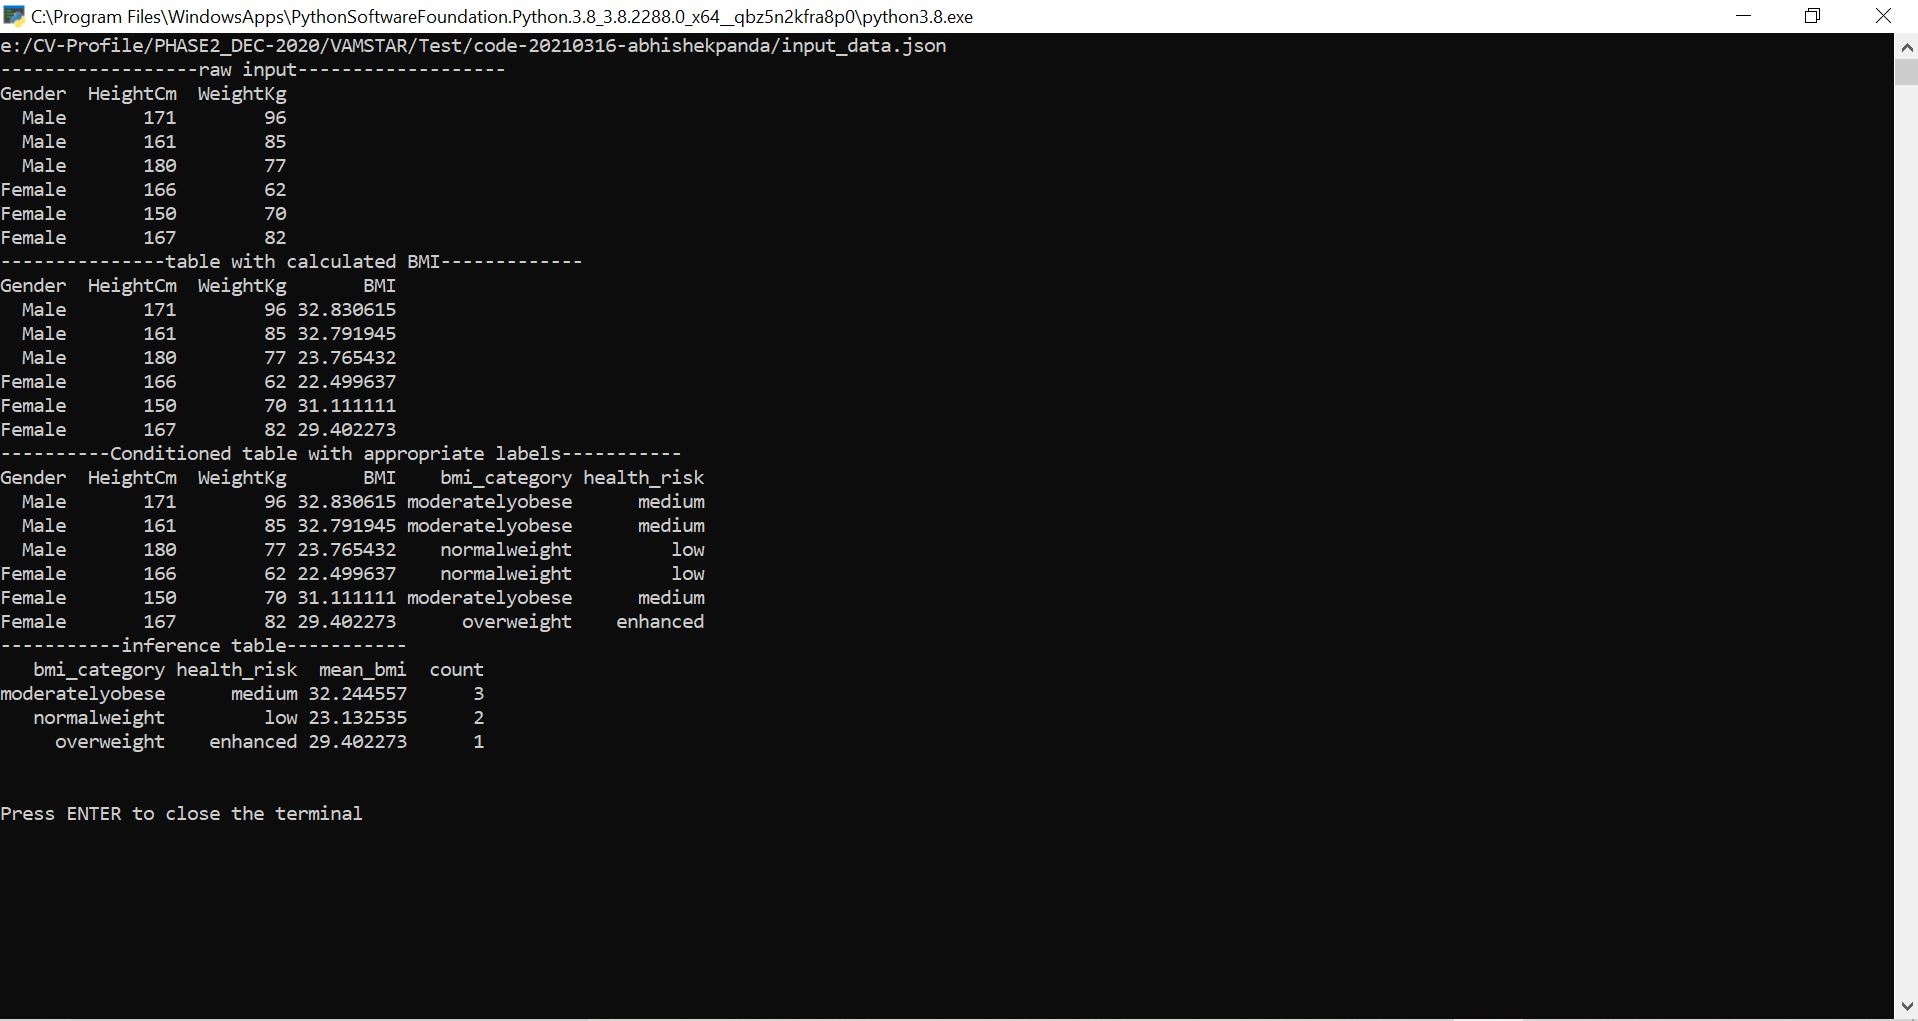 C:\Program Files\WindowsApps\PythonSoftwareFoundation.Python.3.8_3.8.2288.0_x64__qbz5n2kfra8p0\python3.8.exe
e:/CV-Profile/PHASE2_DEC-2020/VAMSTAR/Test/code-20210316-abhishekpanda/input_data.json
------------------raw input-------------------
Gender  HeightCm  WeightKg
  Male       171        96
  Male       161        85
  Male       180        77
Female       166        62
Female       150        70
Female       167        82
---------------table with calculated BMI-------------
Gender  HeightCm  WeightKg       BMI
  Male       171        96 32.830615
  Male       161        85 32.791945
  Male       180        77 23.765432
Female       166        62 22.499637
Female       150        70 31.111111
Female       167        82 29.402273
----------Conditioned table with appropriate labels-----------
Gender  HeightCm  WeightKg       BMI    bmi_category health_risk
  Male       171        96 32.830615 moderatelyobese      medium
  Male       161        85 32.791945 moderatelyobese      medium
  Male       180        77 23.765432    normalweight         low
Female       166        62 22.499637    normalweight         low
Female       150        70 31.111111 moderatelyobese      medium
Female       167        82 29.402273      overweight    enhanced
-----------inference table-----------
   bmi_category health_risk  mean_bmi  count
moderatelyobese      medium 32.244557      3
   normalweight         low 23.132535      2
     overweight    enhanced 29.402273      1
Press ENTER to close the terminal